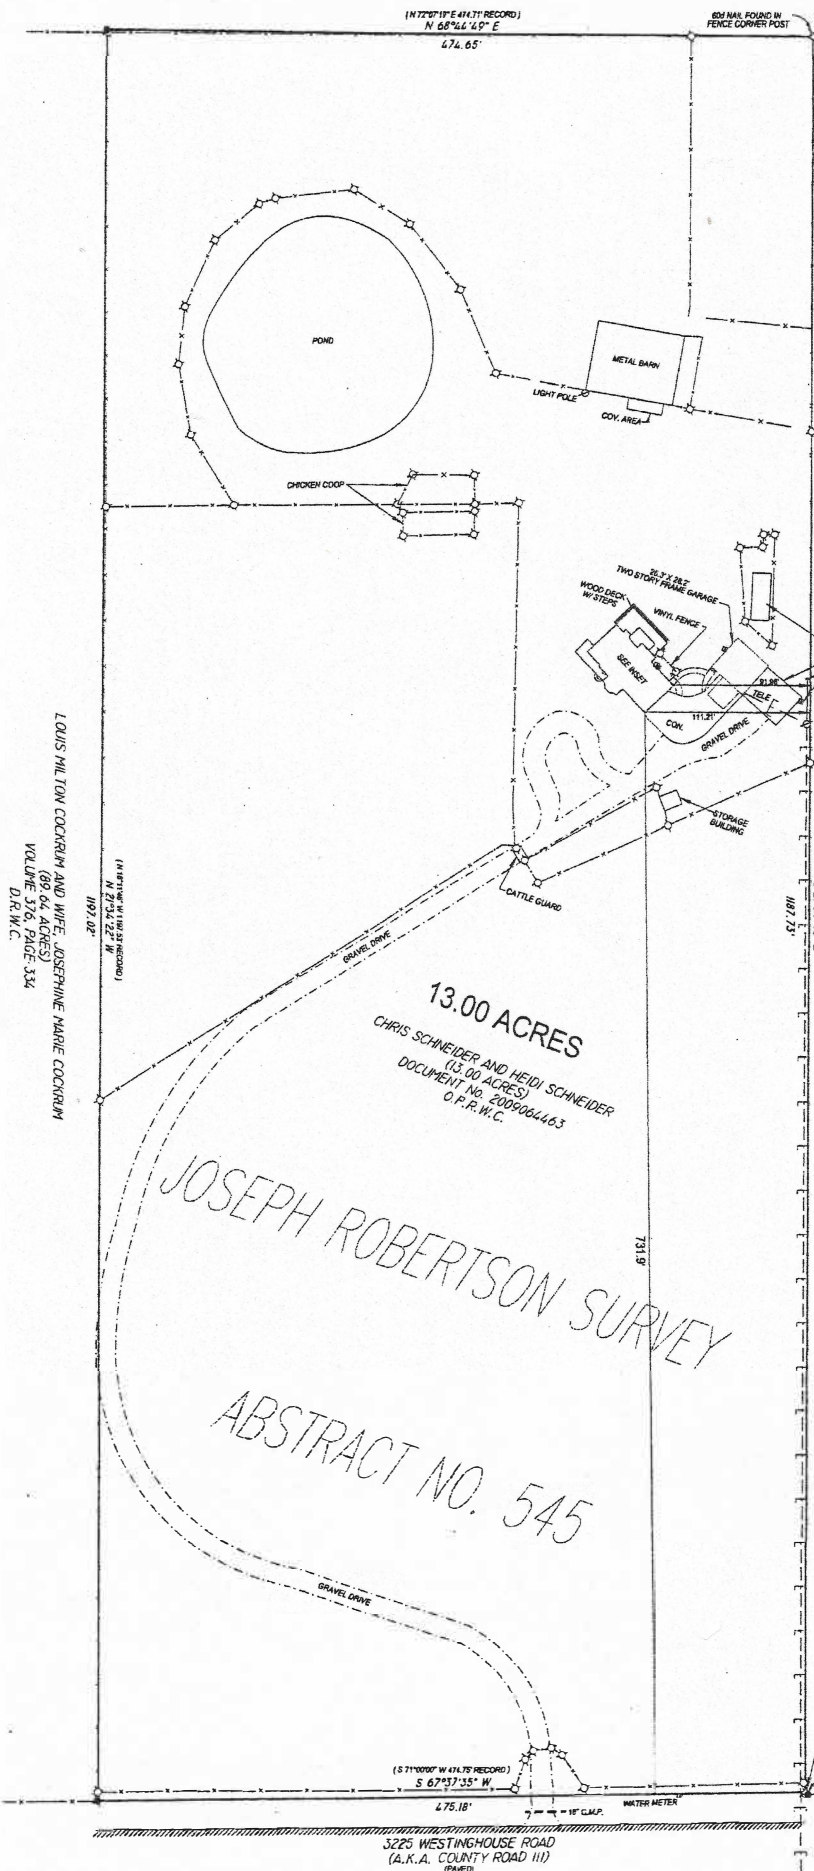 ( N 72°07'19" E 474.71' RECORD )
N 68°44'49" E
474.65'
60d NAIL FOUND IN
FENCE CORNER POST
POND
METAL BARN
LIGHT POLE
COV. AREA
CHICKEN COOP
26.3' X 28.2'
TWO STORY FRAME GARAGE
WOOD DECK
W/ STEPS
VINYL FENCE
SEE INSET
91.96'
TELE
111.21'
CON.
GRAVEL DRIVE
STORAGE
BUILDING
CATTLE GUARD
GRAVEL DRIVE
LOUIS MILTON COCKRUM AND WIFE, JOSEPHINE MARIE COCKRUM
(89.64 ACRES)
VOLUME 376, PAGE 334
D.R.W.C.
N 21°34'22" W
1197.02'
1187.73'
13.00 ACRES
CHRIS SCHNEIDER AND HEIDI SCHNEIDER
(13.00 ACRES)
DOCUMENT No. 2009064463
O.P.R.W.C.
JOSEPH ROBERTSON SURVEY
731.9'
ABSTRACT NO. 545
GRAVEL DRIVE
( S 71°00'00" W 474.75' RECORD )
S 67°37'35" W
475.18'
18" C.M.P.
WATER METER
3225 WESTINGHOUSE ROAD
(A.K.A. COUNTY ROAD 111)
(PAVED)